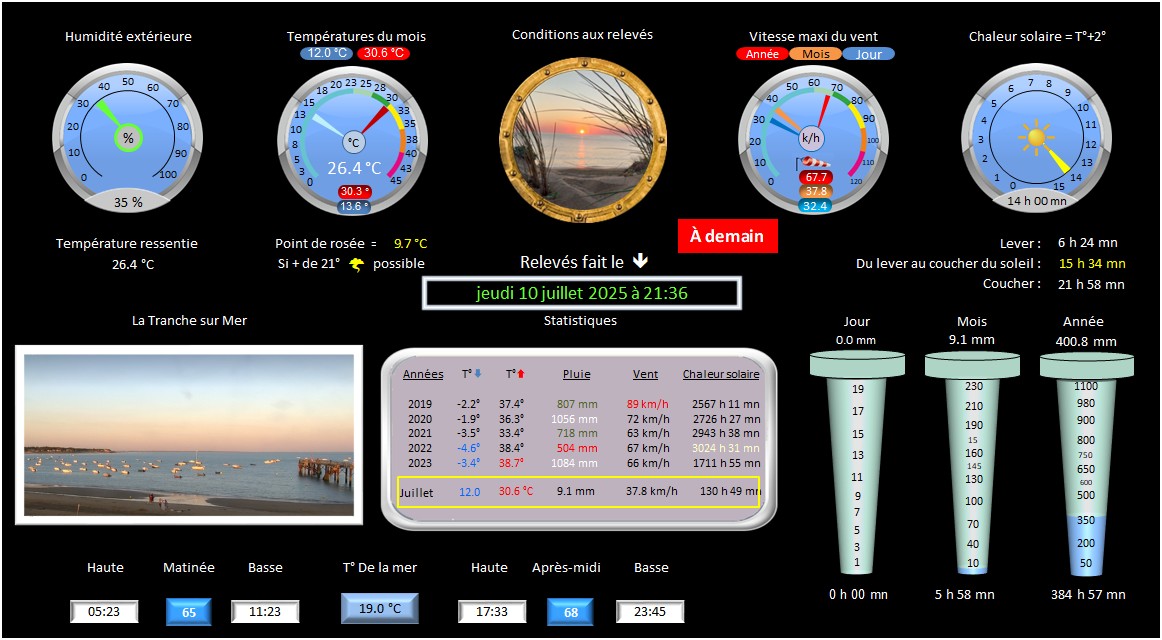 Humidité extérieure
Températures du mois
Conditions aux relevés
Vitesse maxi du vent
Chaleur solaire = T°+2°
12.0 °C 30.6 °C
Année Mois Jour
0 10 20 30 40 50 60 70 80 90 100
%
35 %
0 3 5 8 10 13 15 18 20 23 25 28 30 33 35 38 40 43 45
°C
26.4 °C
30.3 °
13.6 °
0 10 20 30 40 50 60 70 80 90 100 110 120
k/h
67.7
37.8
32.4
0 1 2 3 4 5 6 7 8 9 10 11 12 13 14 15
14 h 00 mn
Température ressentie
26.4 °C
Point de rosée = 9.7 °C
Si + de 21° possible
À demain
Relevés fait le
jeudi 10 juillet 2025 à 21:36
Lever : 6 h 24 mn
Du lever au coucher du soleil : 15 h 34 mn
Coucher : 21 h 58 mn
La Tranche sur Mer
Statistiques
Années T° T° Pluie Vent Chaleur solaire
2019 -2.2° 37.4° 807 mm 89 km/h 2567 h 11 mn
2020 -1.9° 36.3° 1056 mm 72 km/h 2726 h 27 mn
2021 -3.5° 33.4° 718 mm 63 km/h 2943 h 38 mn
2022 -4.6° 38.4° 504 mm 67 km/h 3024 h 31 mn
2023 -3.4° 38.7° 1084 mm 66 km/h 1711 h 55 mn
Juillet 12.0 30.6 °C 9.1 mm 37.8 km/h 130 h 49 mn
Jour
0.0 mm
19
17
15
13
11
9
7
5
3
1
0 h 00 mn
Mois
9.1 mm
230
210
190
15
160
145
130
100
70
40
10
5 h 58 mn
Année
400.8 mm
1100
980
900
800
750
650
600
500
350
200
50
384 h 57 mn
Haute Matinée Basse T° De la mer Haute Après-midi Basse
05:23 65 11:23 19.0 °C 17:33 68 23:45